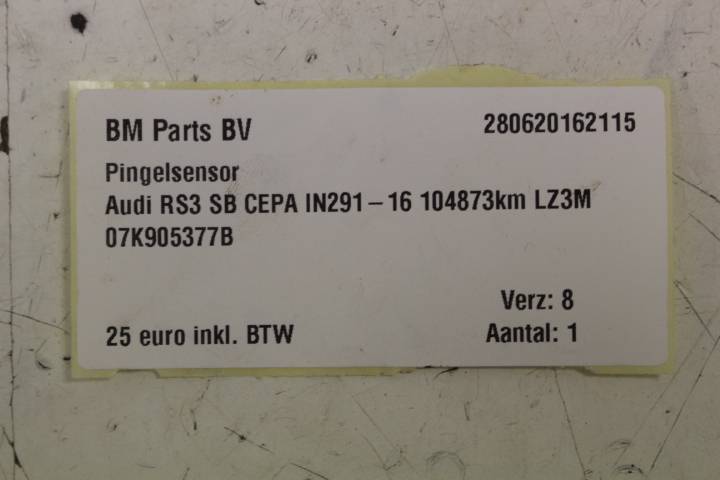 BM Parts BV 280620162115
Pingelsensor
Audi RS3 SB CEPA IN291-16 104873km LZ3M
07K905377B
Verz: 8
25 euro inkl. BTW Aantal: 1